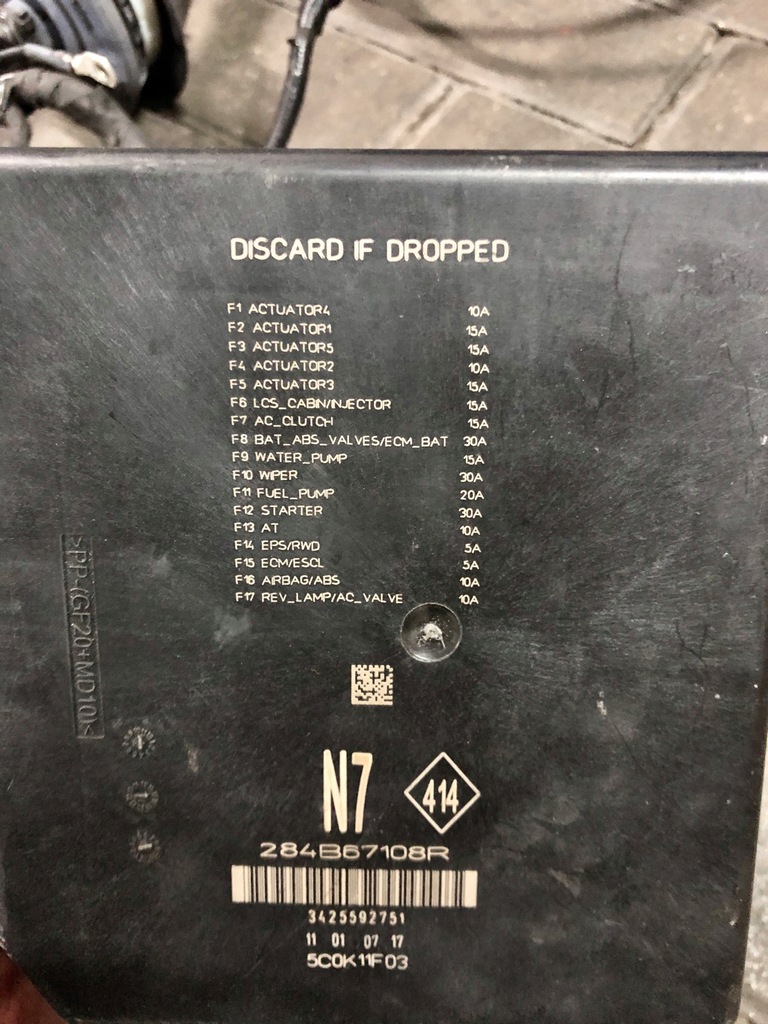 DISCARD IF DROPPED
F1 ACTUATOR4 10A
F2 ACTUATOR1 15A
F3 ACTUATOR5 15A
F4 ACTUATOR2 10A
F5 ACTUATOR3 15A
F6 LCS_CABIN/INJECTOR 15A
F7 AC_CLUTCH 15A
F8 BAT_ABS_VALVES/ECM_BAT 30A
F9 WATER_PUMP 15A
F10 WIPER 30A
F11 FUEL_PUMP 20A
F12 STARTER 30A
F13 AT 10A
F14 EPS/RWD 5A
F15 ECM/ESCL 5A
F16 AIRBAG/ABS 10A
F17 REV_LAMP/AC_VALVE 10A
>PP-(GF20+MD10)<
N7 414
284B67108R
3425592751
11 01 07 17
5C0K11F03